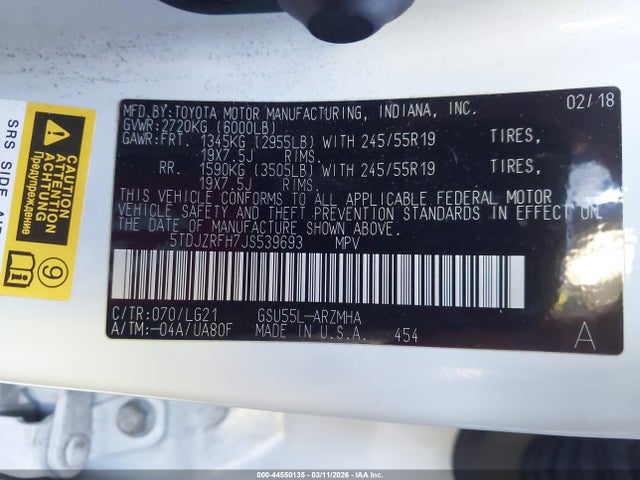 MFD.BY:TOYOTA MOTOR MANUFACTURING, INDIANA, INC. 02/18
GVWR:2720KG (6000LB)
GAWR:FRT. 1345KG (2955LB) WITH 245/55R19 TIRES,
19X7.5J RIMS.
RR. 1590KG (3505LB) WITH 245/55R19 TIRES,
19X7.5J RIMS.
THIS VEHICLE CONFORMS TO ALL APPLICABLE FEDERAL MOTOR
VEHICLE SAFETY AND THEFT PREVENTION STANDARDS IN EFFECT ON
THE DATE OF MANUFACTURE SHOWN ABOVE.
5TDJZRFH7JS539693 MPV
C/TR:070/LG21 GSU55L-ARZMHA
A/TM:-04A/UA80F MADE IN U.S.A. 454 A
SRS SIDE
CAUTION
ATTENTION
ACHTUNG
Предупреждение
9
000-44550135 - 03/11/2026 - IAA Inc.